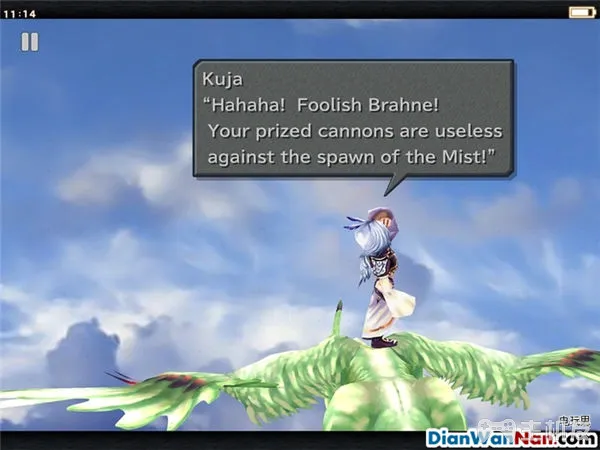 11:14
Kuja
“Hahaha! Foolish Brahne!
Your prized cannons are useless
against the spawn of the Mist!”
DianWanNan.com